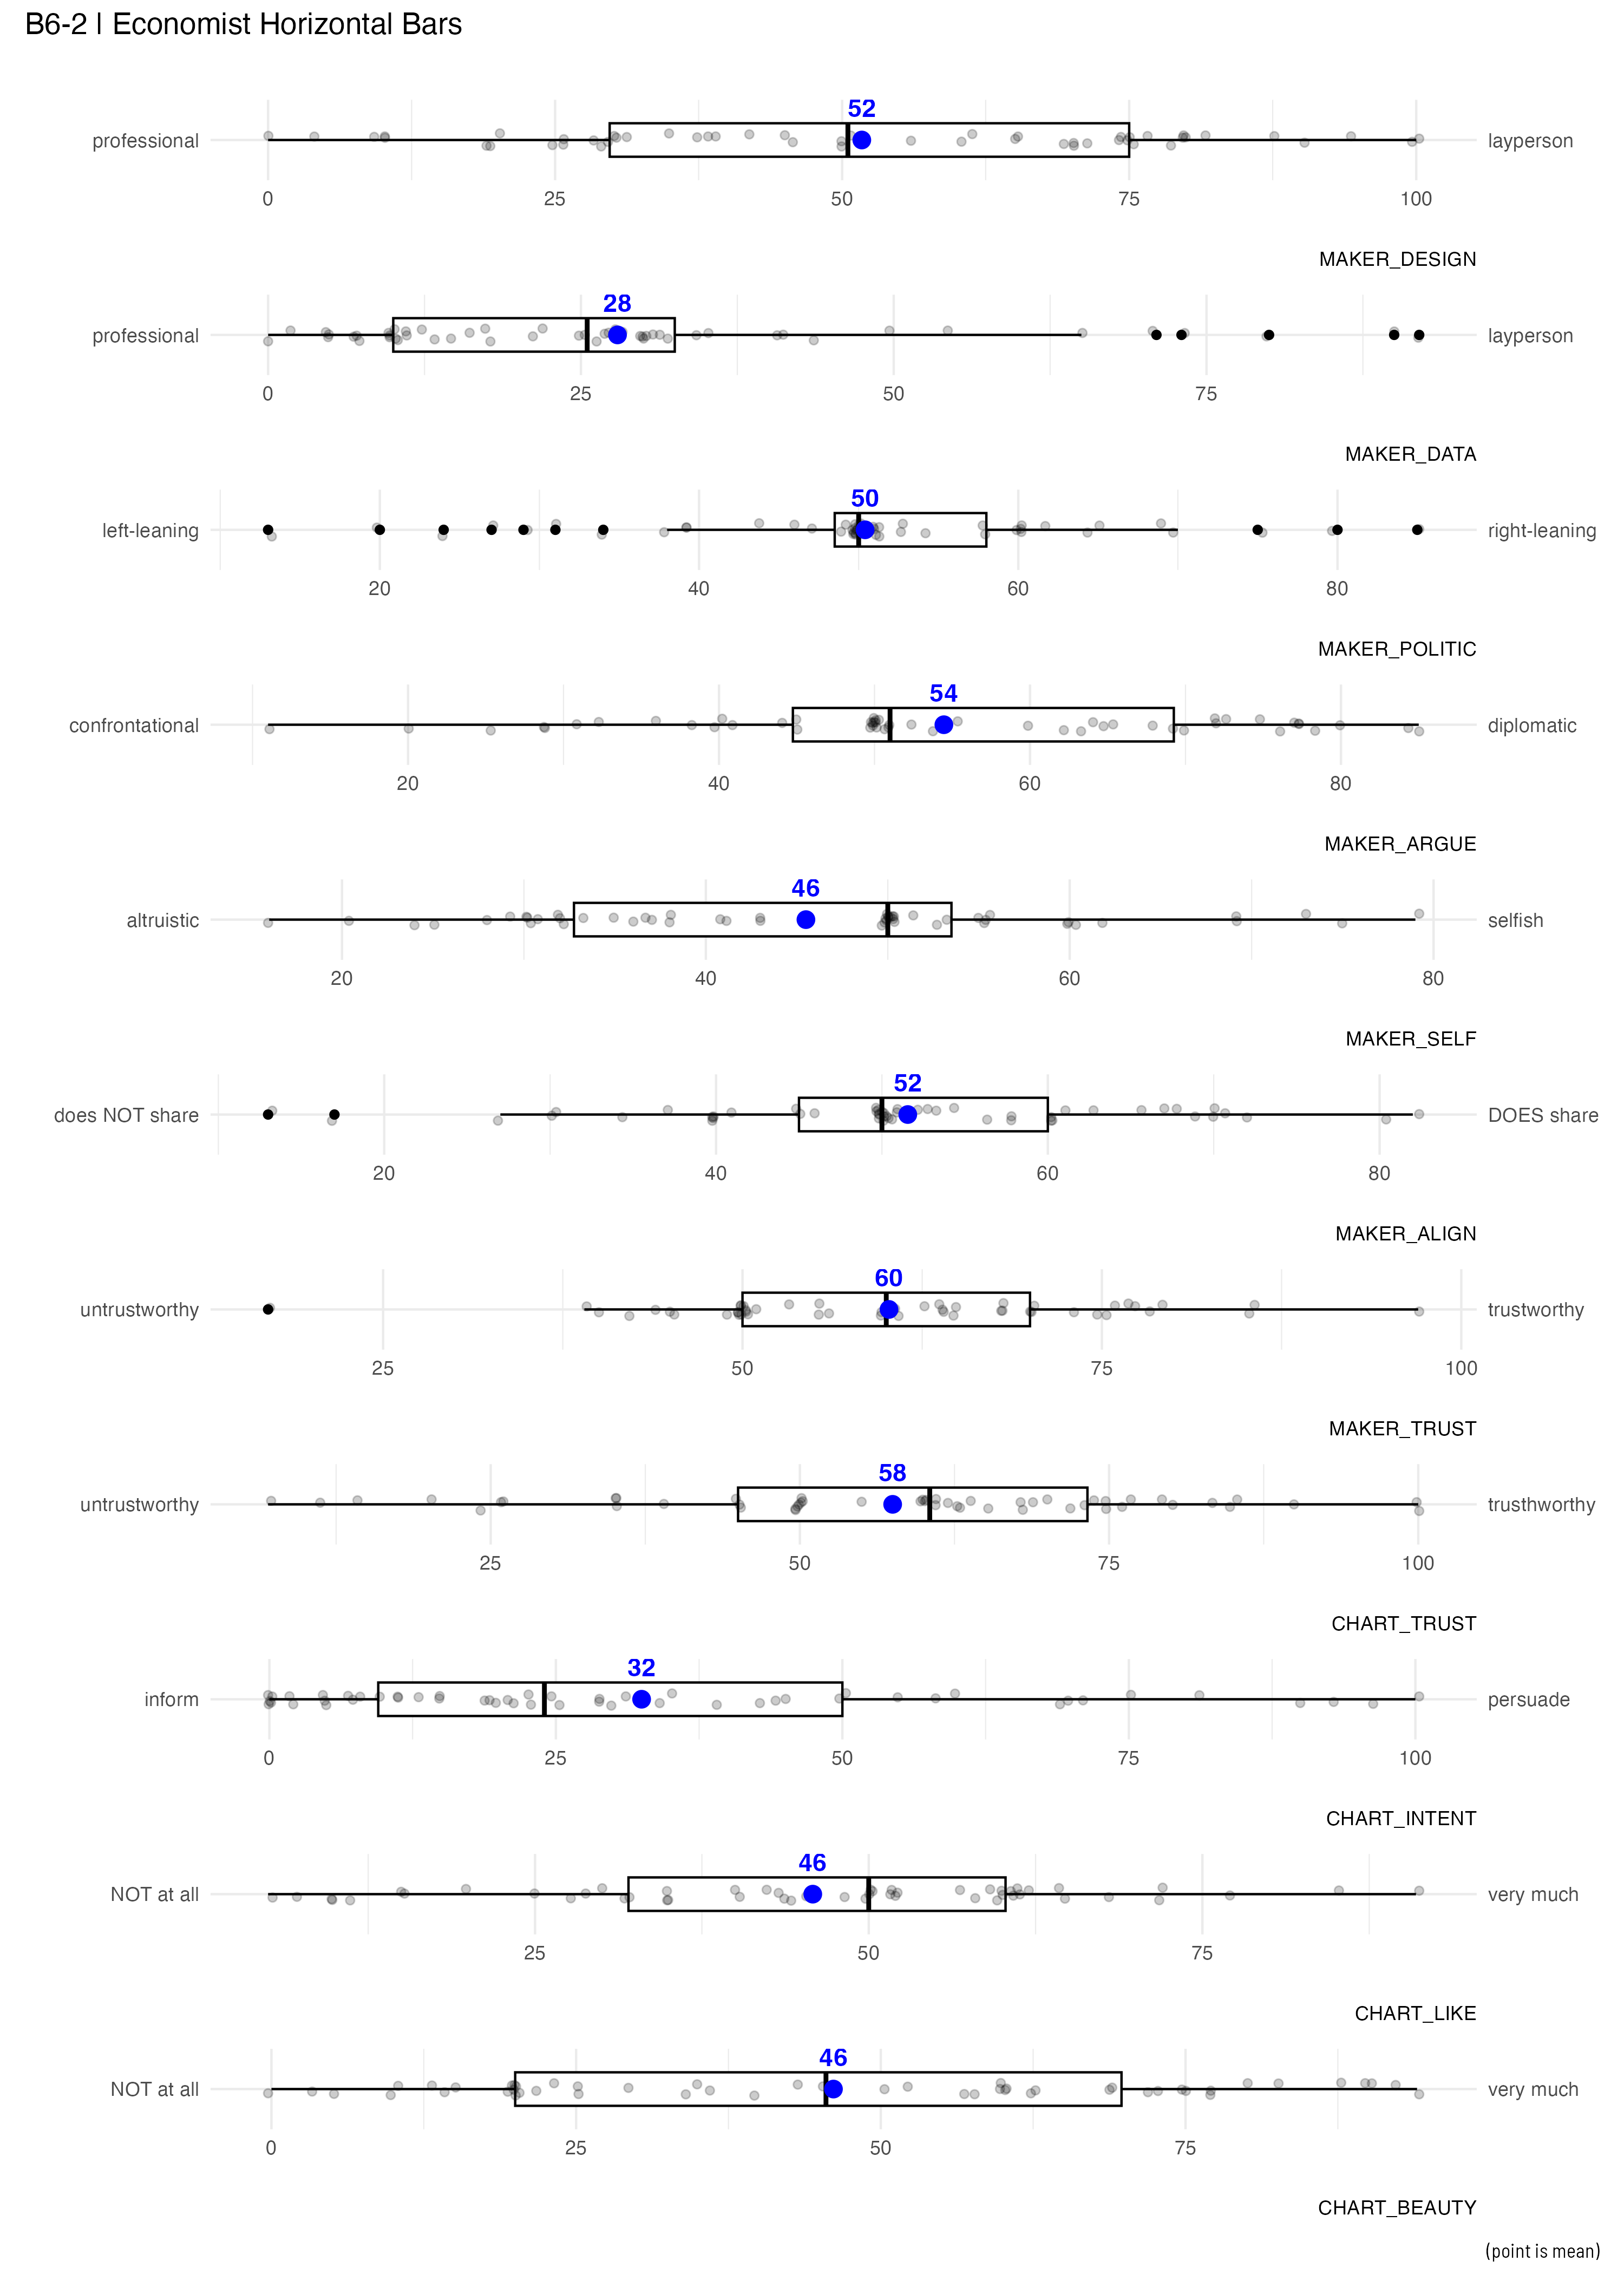 B6-2 | Economist Horizontal Bars
52
professional layperson
0 25 50 75 100
MAKER_DESIGN
28
professional layperson
0 25 50 75
MAKER_DATA
50
left-leaning right-leaning
20 40 60 80
MAKER_POLITIC
54
confrontational diplomatic
20 40 60 80
MAKER_ARGUE
46
altruistic selfish
20 40 60 80
MAKER_SELF
52
does NOT share DOES share
20 40 60 80
MAKER_ALIGN
60
untrustworthy trustworthy
25 50 75 100
MAKER_TRUST
58
untrustworthy trusthworthy
25 50 75 100
CHART_TRUST
32
inform persuade
0 25 50 75 100
CHART_INTENT
46
NOT at all very much
25 50 75
CHART_LIKE
46
NOT at all very much
0 25 50 75
CHART_BEAUTY
(point is mean)